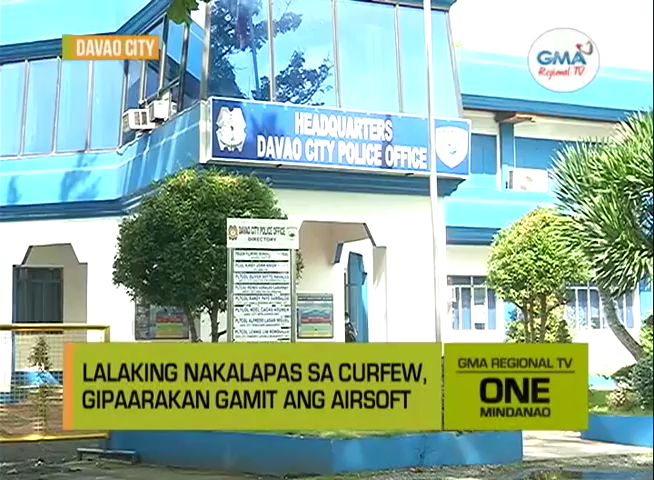 DAVAO CITY
GMA
Regional TV
HEADQUARTERS
DAVAO CITY POLICE OFFICE
DAVAO CITY POLICE OFFICE
DIRECTORY
LALAKING NAKALAPAS SA CURFEW,
GIPAARAKAN GAMIT ANG AIRSOFT
GMA REGIONAL TV
ONE
MINDANAO